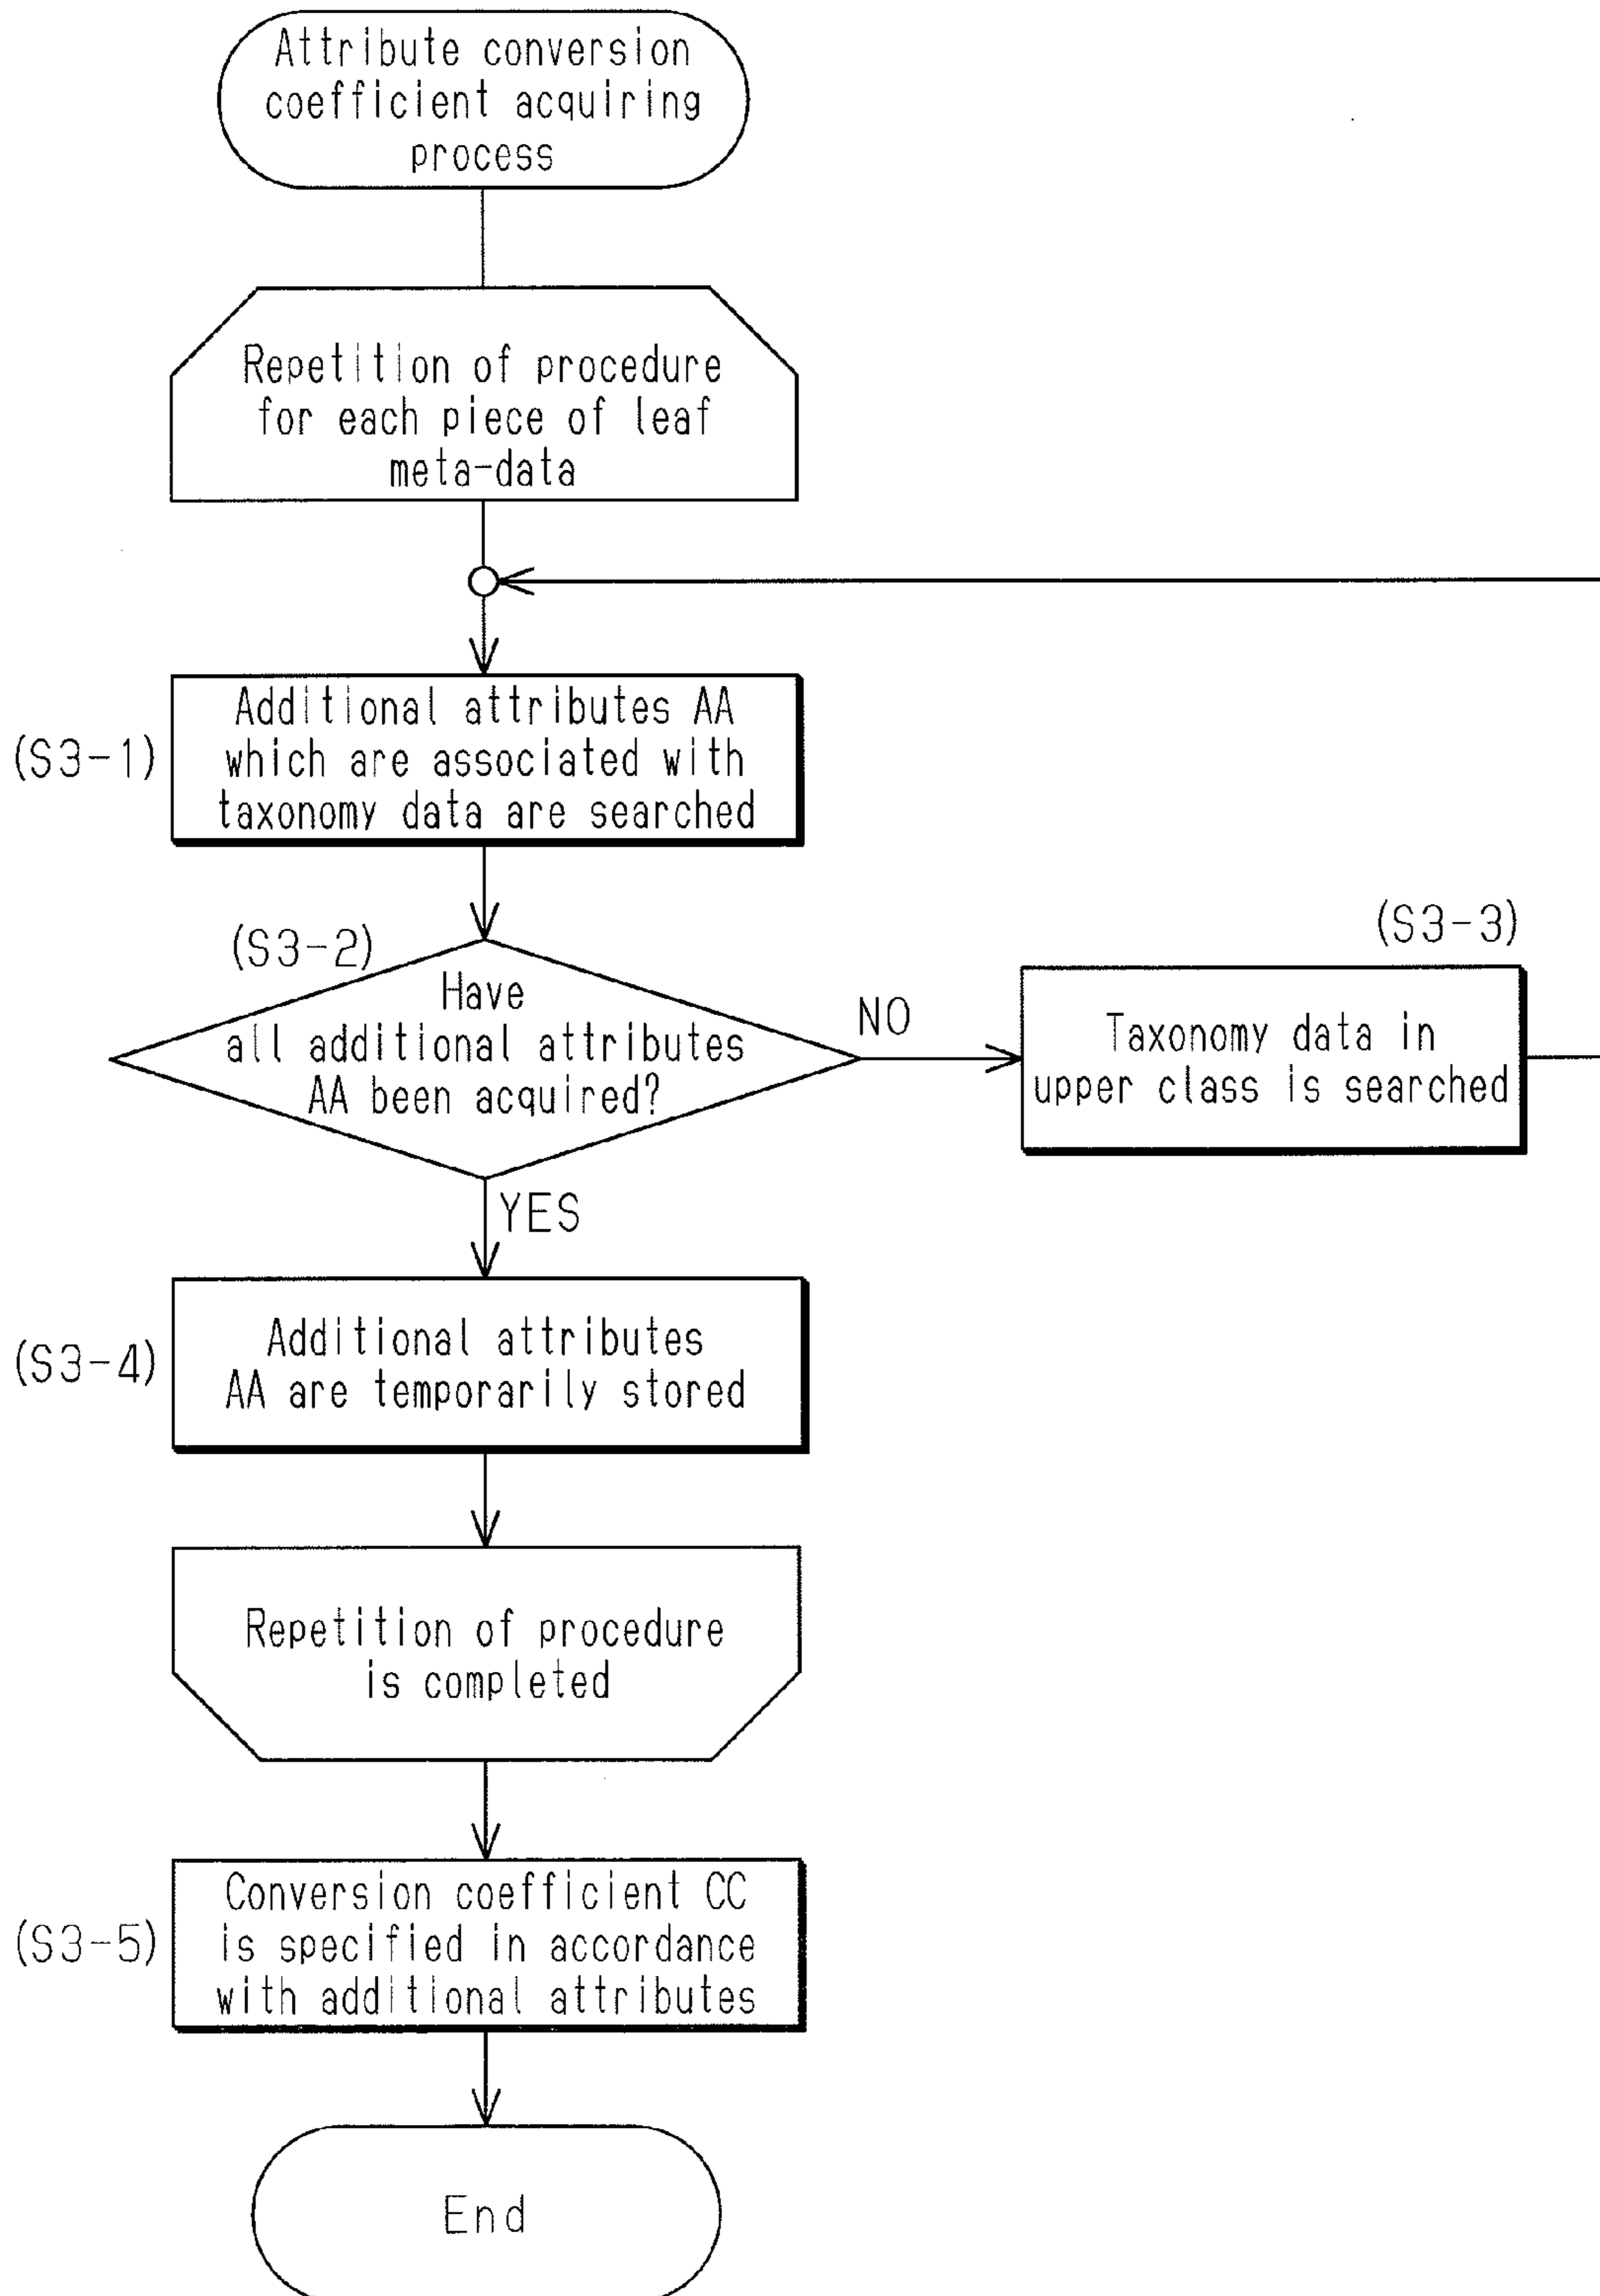 Attribute conversion
coefficient acquiring
process
Repetition of procedure
for each piece of leaf
meta-data
(S3-1)
Additional attributes AA
which are associated with
taxonomy data are searched
(S3-2)
Have
all additional attributes
AA been acquired?
NO
(S3-3)
Taxonomy data in
upper class is searched
YES
(S3-4)
Additional attributes
AA are temporarily stored
Repetition of procedure
is completed
(S3-5)
Conversion coefficient CC
is specified in accordance
with additional attributes
End